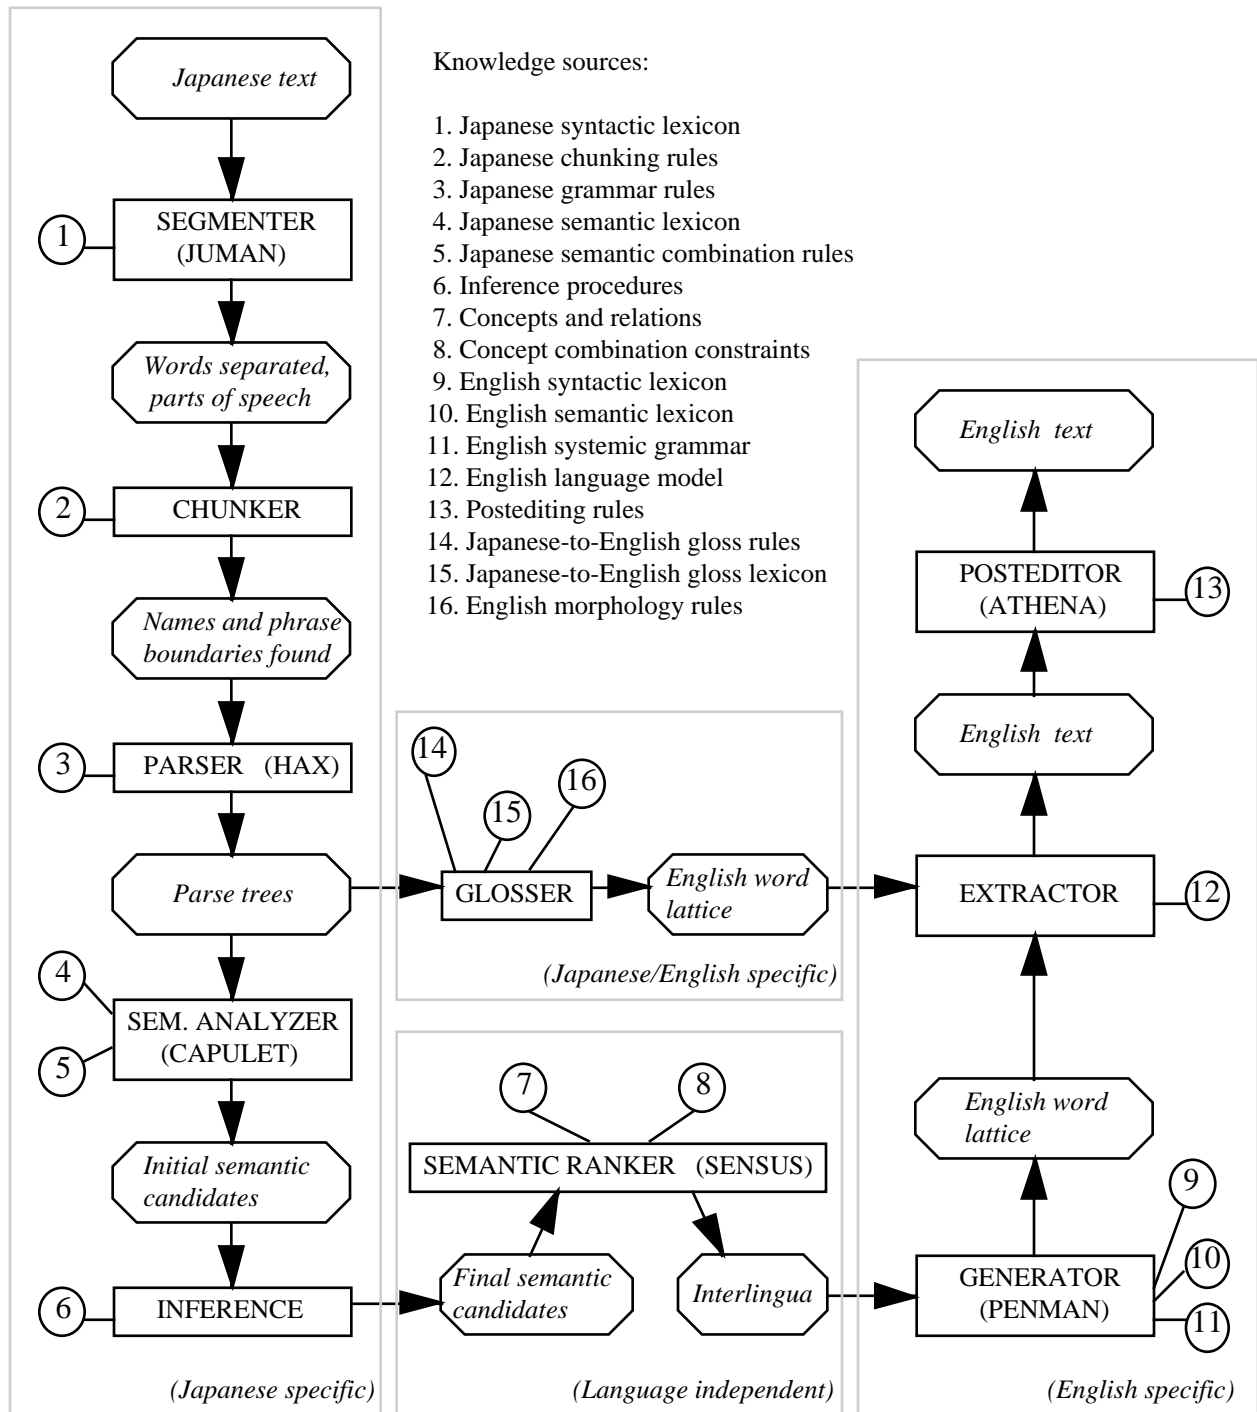 Japanese text
1
SEGMENTER
(JUMAN)
Words separated,
parts of speech
2
CHUNKER
Names and phrase
boundaries found
3
PARSER (HAX)
Parse trees
4
5
SEM. ANALYZER
(CAPULET)
Initial semantic
candidates
6
INFERENCE
(Japanese specific)
Knowledge sources:
1. Japanese syntactic lexicon
2. Japanese chunking rules
3. Japanese grammar rules
4. Japanese semantic lexicon
5. Japanese semantic combination rules
6. Inference procedures
7. Concepts and relations
8. Concept combination constraints
9. English syntactic lexicon
10. English semantic lexicon
11. English systemic grammar
12. English language model
13. Postediting rules
14. Japanese-to-English gloss rules
15. Japanese-to-English gloss lexicon
16. English morphology rules
14
15
16
GLOSSER
English word
lattice
(Japanese/English specific)
7
8
SEMANTIC RANKER (SENSUS)
Final semantic
candidates
Interlingua
(Language independent)
English text
POSTEDITOR
(ATHENA)
13
English text
EXTRACTOR
12
English word
lattice
9
GENERATOR
(PENMAN)
10
11
(English specific)